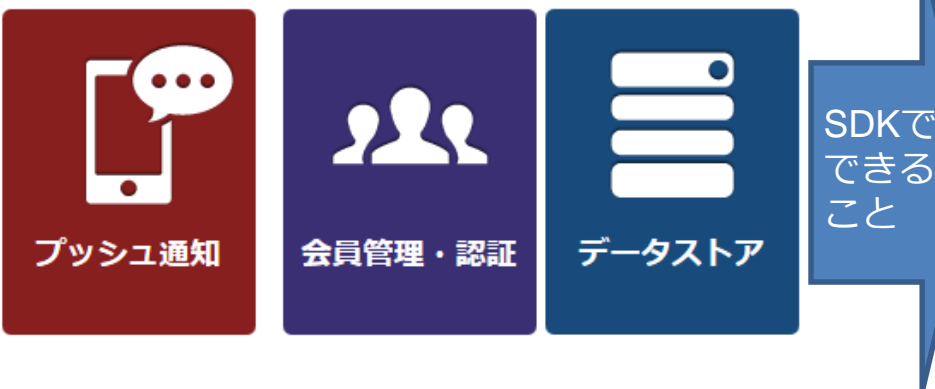 プッシュ通知
会員管理・認証
データストア
SDKで
できる
こと